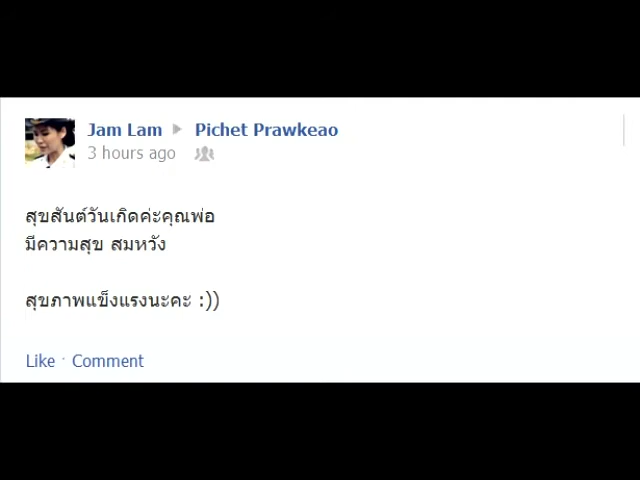 Jam Lam ▶ Pichet Prawkeao
3 hours ago
สุขสันต์วันเกิดค่ะคุณพ่อ
มีความสุข สมหวัง
สุขภาพแข็งแรงนะคะ :))
Like · Comment